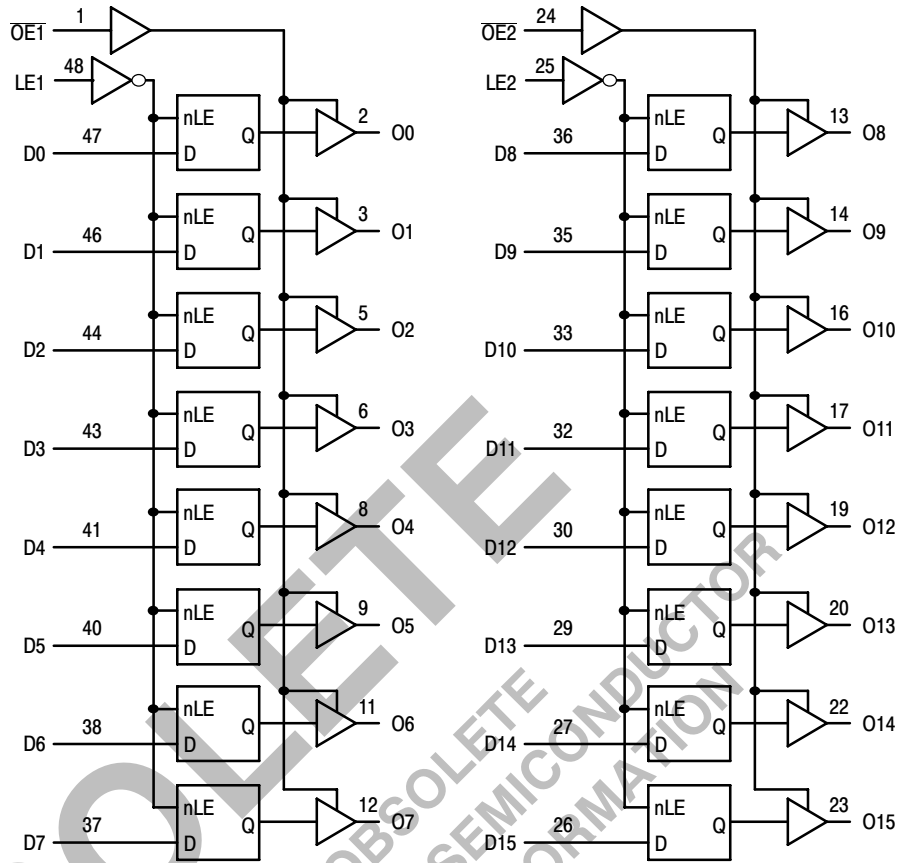 OE1 1
LE1 48
nLE
Q
D
D0 47
2 O0
nLE
Q
D
D1 46
3 O1
nLE
Q
D
D2 44
5 O2
nLE
Q
D
D3 43
6 O3
nLE
Q
D
D4 41
8 O4
nLE
Q
D
D5 40
9 O5
nLE
Q
D
D6 38
11 O6
nLE
Q
D
D7 37
12 O7
OE2 24
LE2 25
nLE
Q
D
D8 36
13 O8
nLE
Q
D
D9 35
14 O9
nLE
Q
D
D10 33
16 O10
nLE
Q
D
D11 32
17 O11
nLE
Q
D
D12 30
19 O12
nLE
Q
D
D13 29
20 O13
nLE
Q
D
D14 27
22 O14
nLE
Q
D
D15 26
23 O15
OBSOLETE
SEMICONDUCTOR